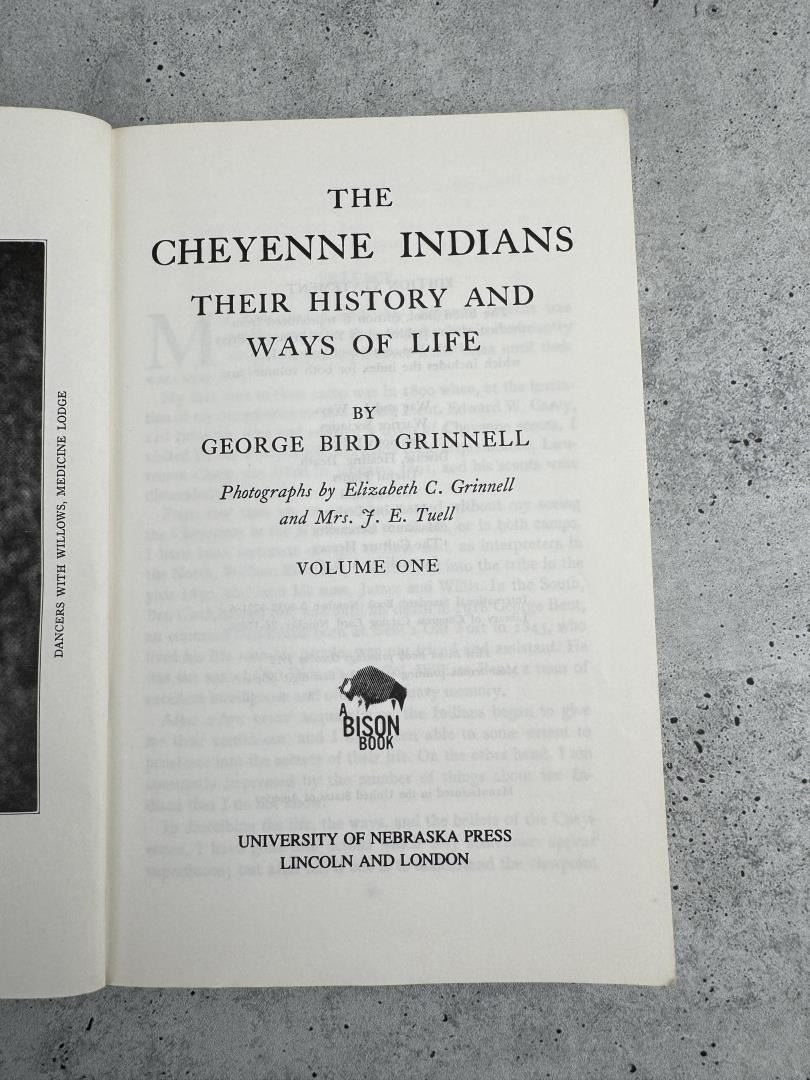 DANCERS WITH WILLOWS, MEDICINE LODGE
THE
CHEYENNE INDIANS
THEIR HISTORY AND
WAYS OF LIFE
BY
GEORGE BIRD GRINNELL
Photographs by Elizabeth C. Grinnell
and Mrs. J. E. Tuell
VOLUME ONE
A
BISON
BOOK
UNIVERSITY OF NEBRASKA PRESS
LINCOLN AND LONDON